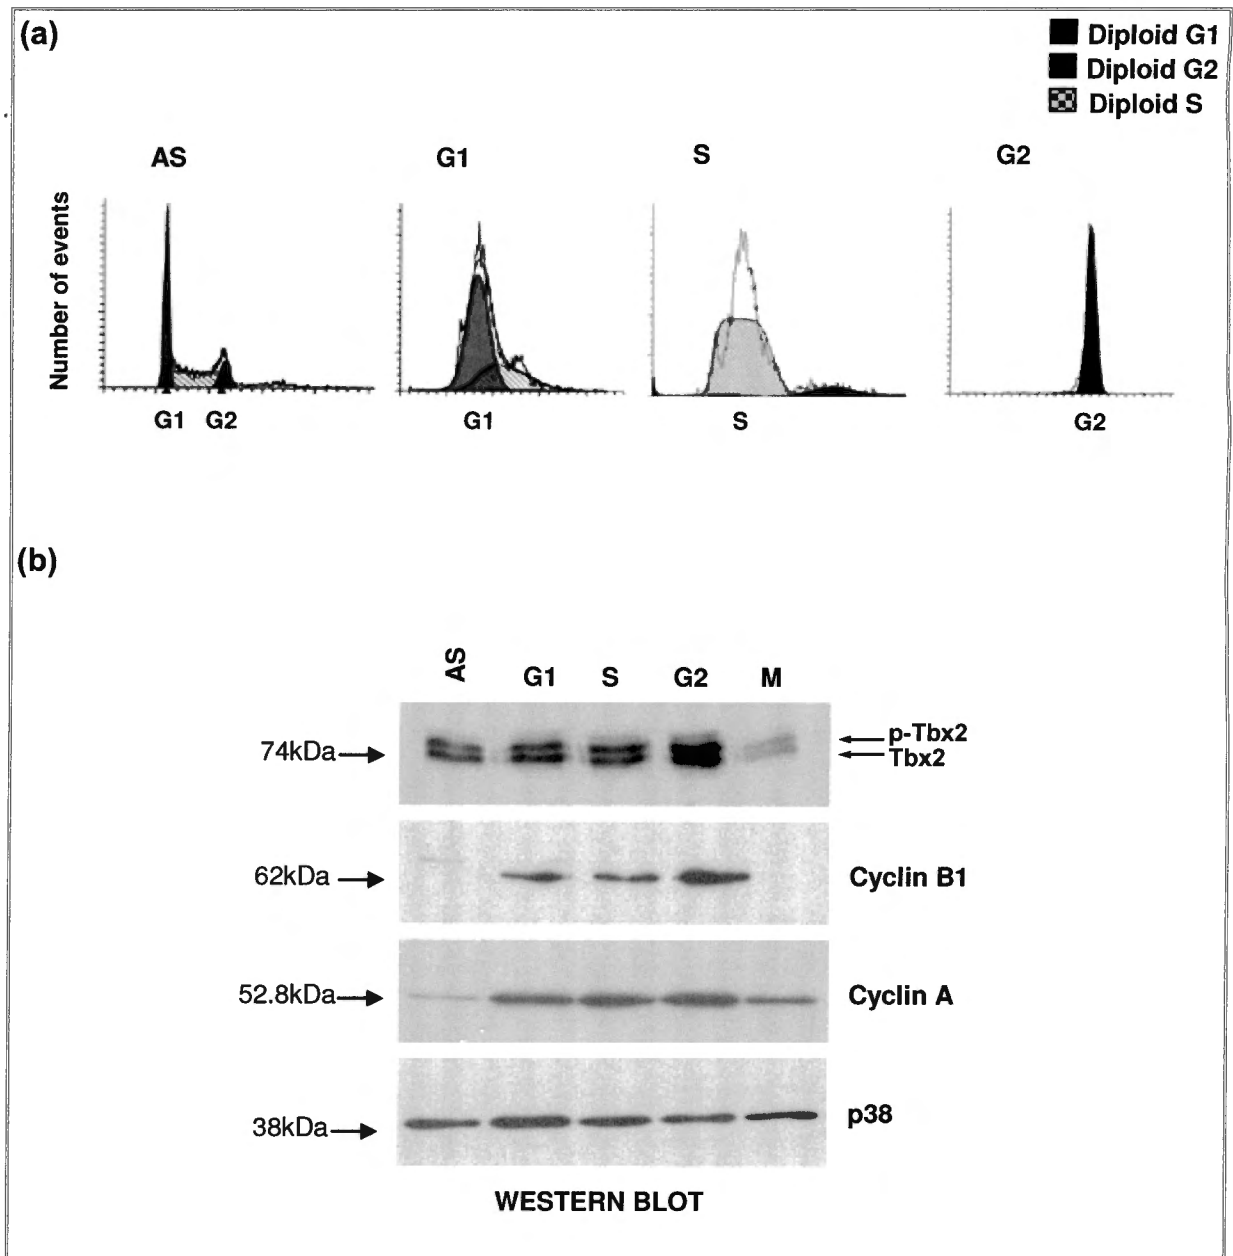 (a)
Diploid G1
Diploid G2
Diploid S
AS
G1
S
G2
Number of events
G1 G2
G1
S
G2
(b)
AS G1 S G2 M
74kDa
p-Tbx2
Tbx2
62kDa
Cyclin B1
52.8kDa
Cyclin A
38kDa
p38
WESTERN BLOT